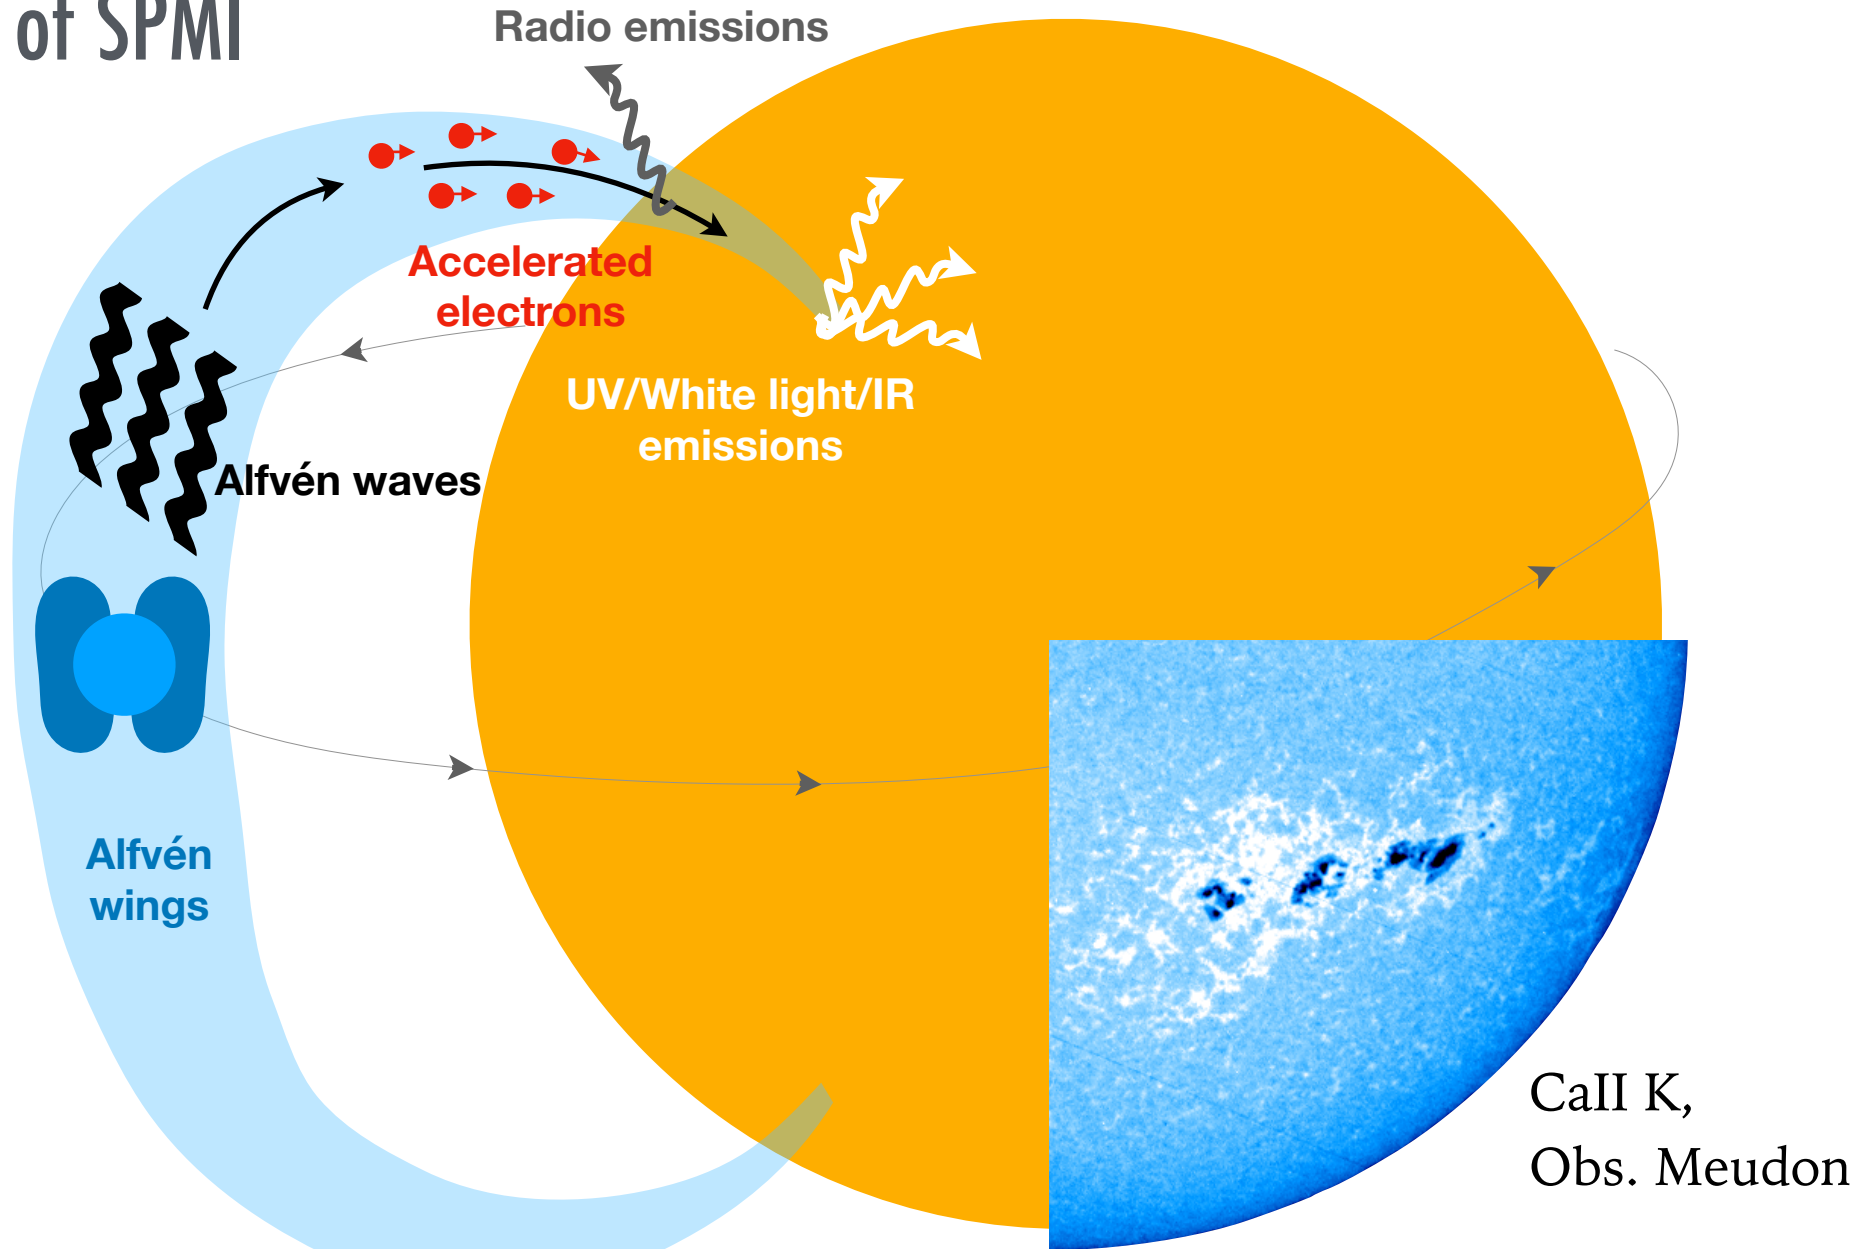 of SPMI
Radio emissions
Accelerated
electrons
UV/White light/IR
emissions
Alfvén waves
Alfvén
wings
CaII K,
Obs. Meudon